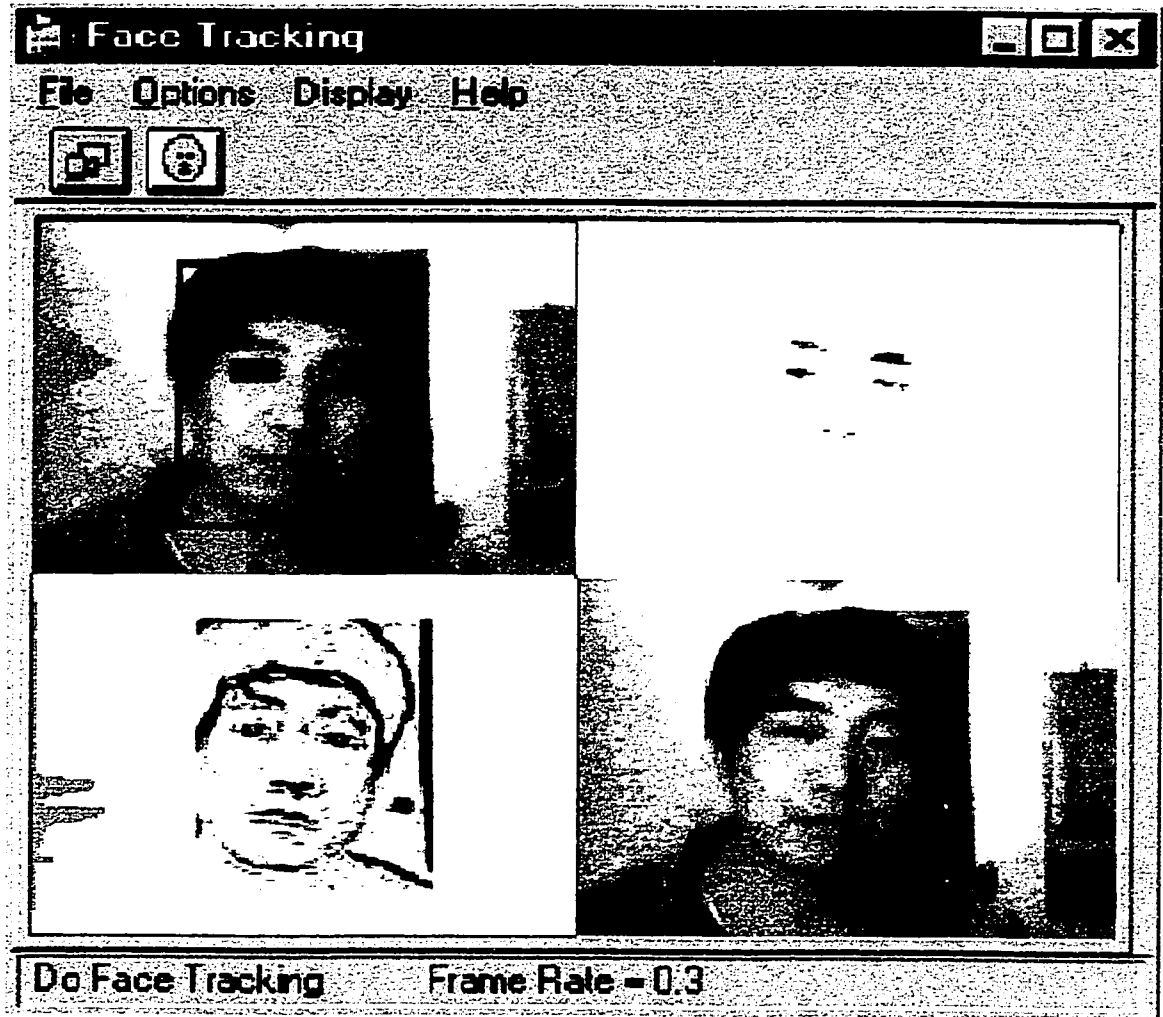 Face Tracking
File Options Display Help
Do Face Tracking Frame Rate = 0.3